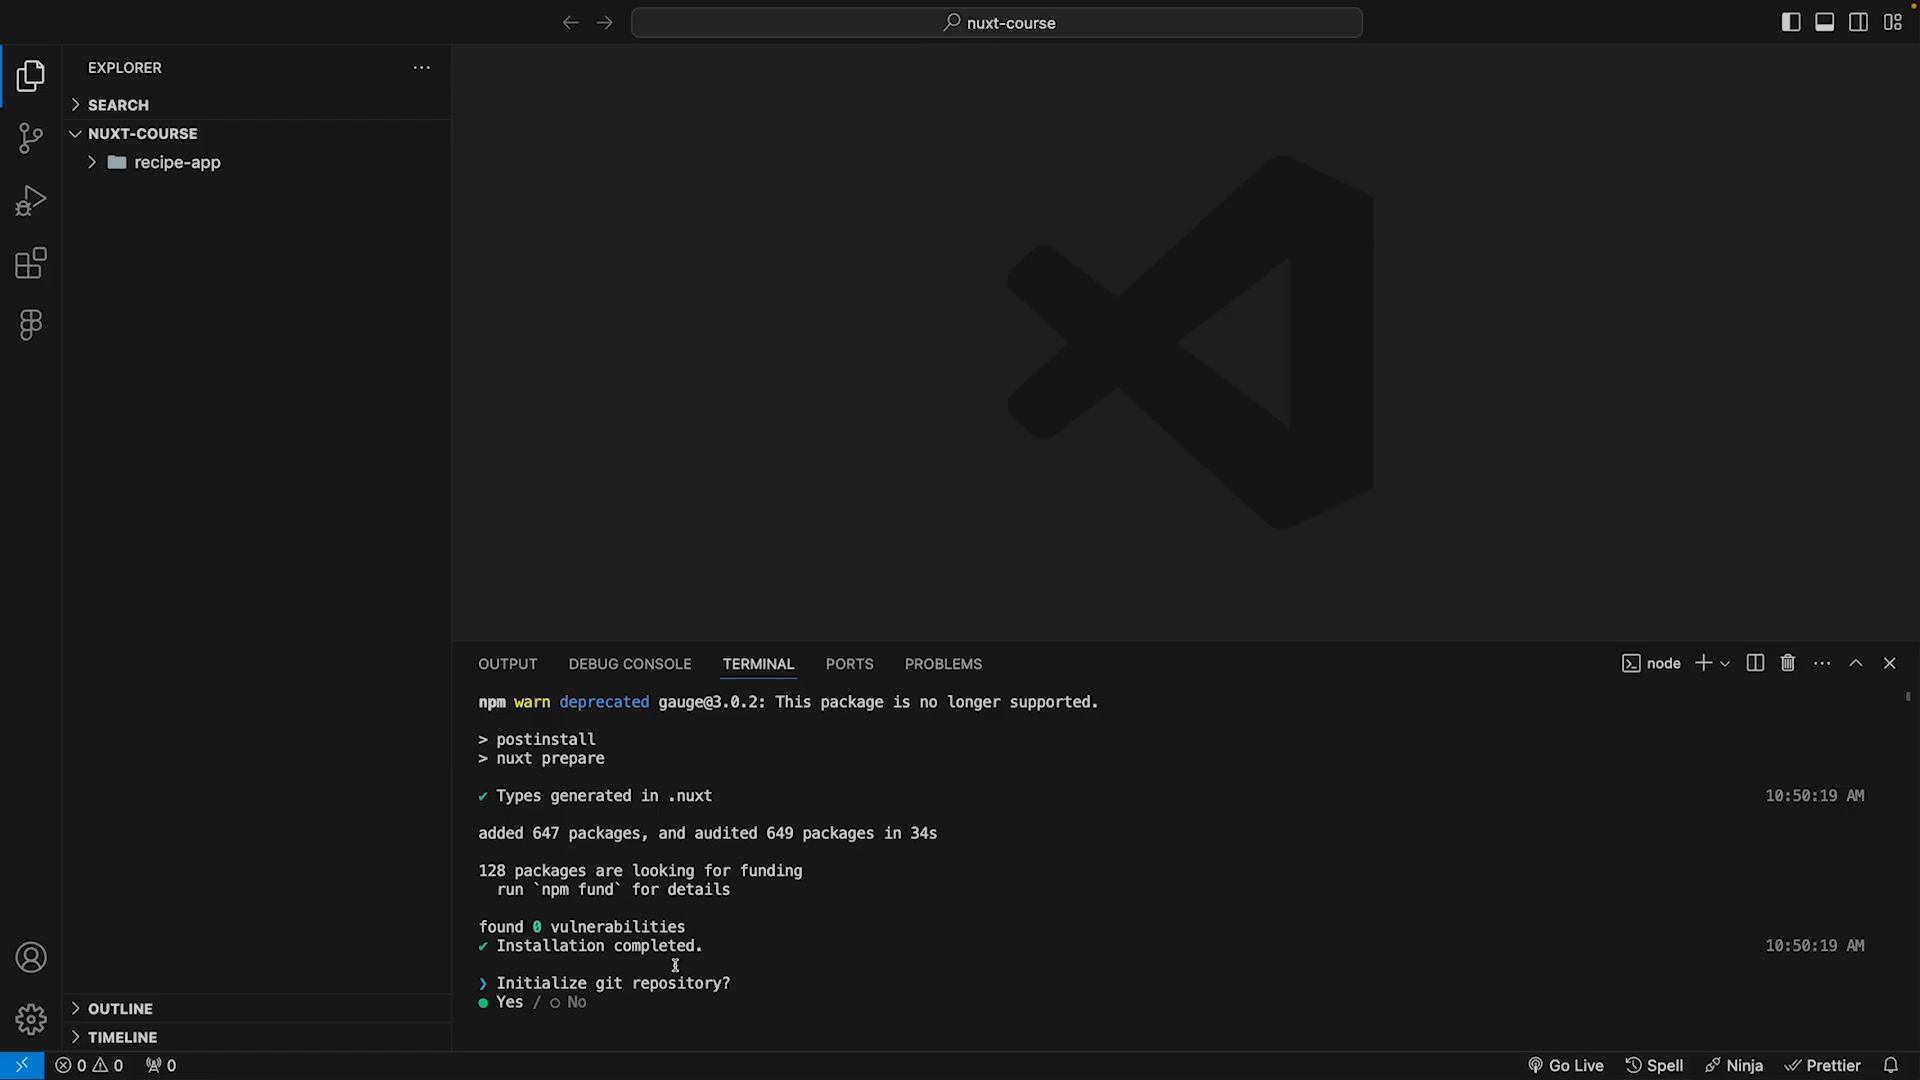 nuxt-course
EXPLORER
SEARCH
NUXT-COURSE
recipe-app
OUTLINE
TIMELINE
OUTPUT
DEBUG CONSOLE
TERMINAL
PORTS
PROBLEMS
node
npm warn deprecated gauge@3.0.2: This package is no longer supported.
> postinstall
> nuxt prepare
✔ Types generated in .nuxt 10:50:19 AM
added 647 packages, and audited 649 packages in 34s
128 packages are looking for funding
run `npm fund` for details
found 0 vulnerabilities
✔ Installation completed. 10:50:19 AM
❯ Initialize git repository?
● Yes / ○ No
0 0 0
Go Live
Spell
Ninja
Prettier